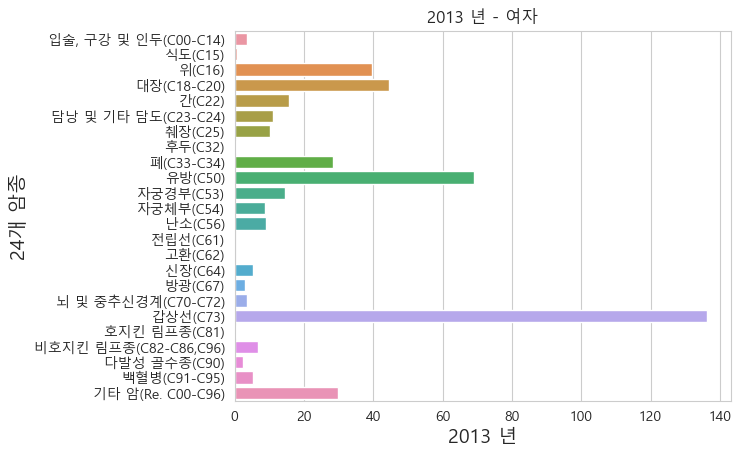 2013 년 - 여자
입술, 구강 및 인두(C00-C14)
식도(C15)
위(C16)
대장(C18-C20)
간(C22)
담낭 및 기타 담도(C23-C24)
췌장(C25)
후두(C32)
폐(C33-C34)
유방(C50)
자궁경부(C53)
자궁체부(C54)
난소(C56)
전립선(C61)
고환(C62)
신장(C64)
방광(C67)
뇌 및 중추신경계(C70-C72)
갑상선(C73)
호지킨 림프종(C81)
비호지킨 림프종(C82-C86,C96)
다발성 골수종(C90)
백혈병(C91-C95)
기타 암(Re. C00-C96)
24개 암종
0 20 40 60 80 100 120 140
2013 년